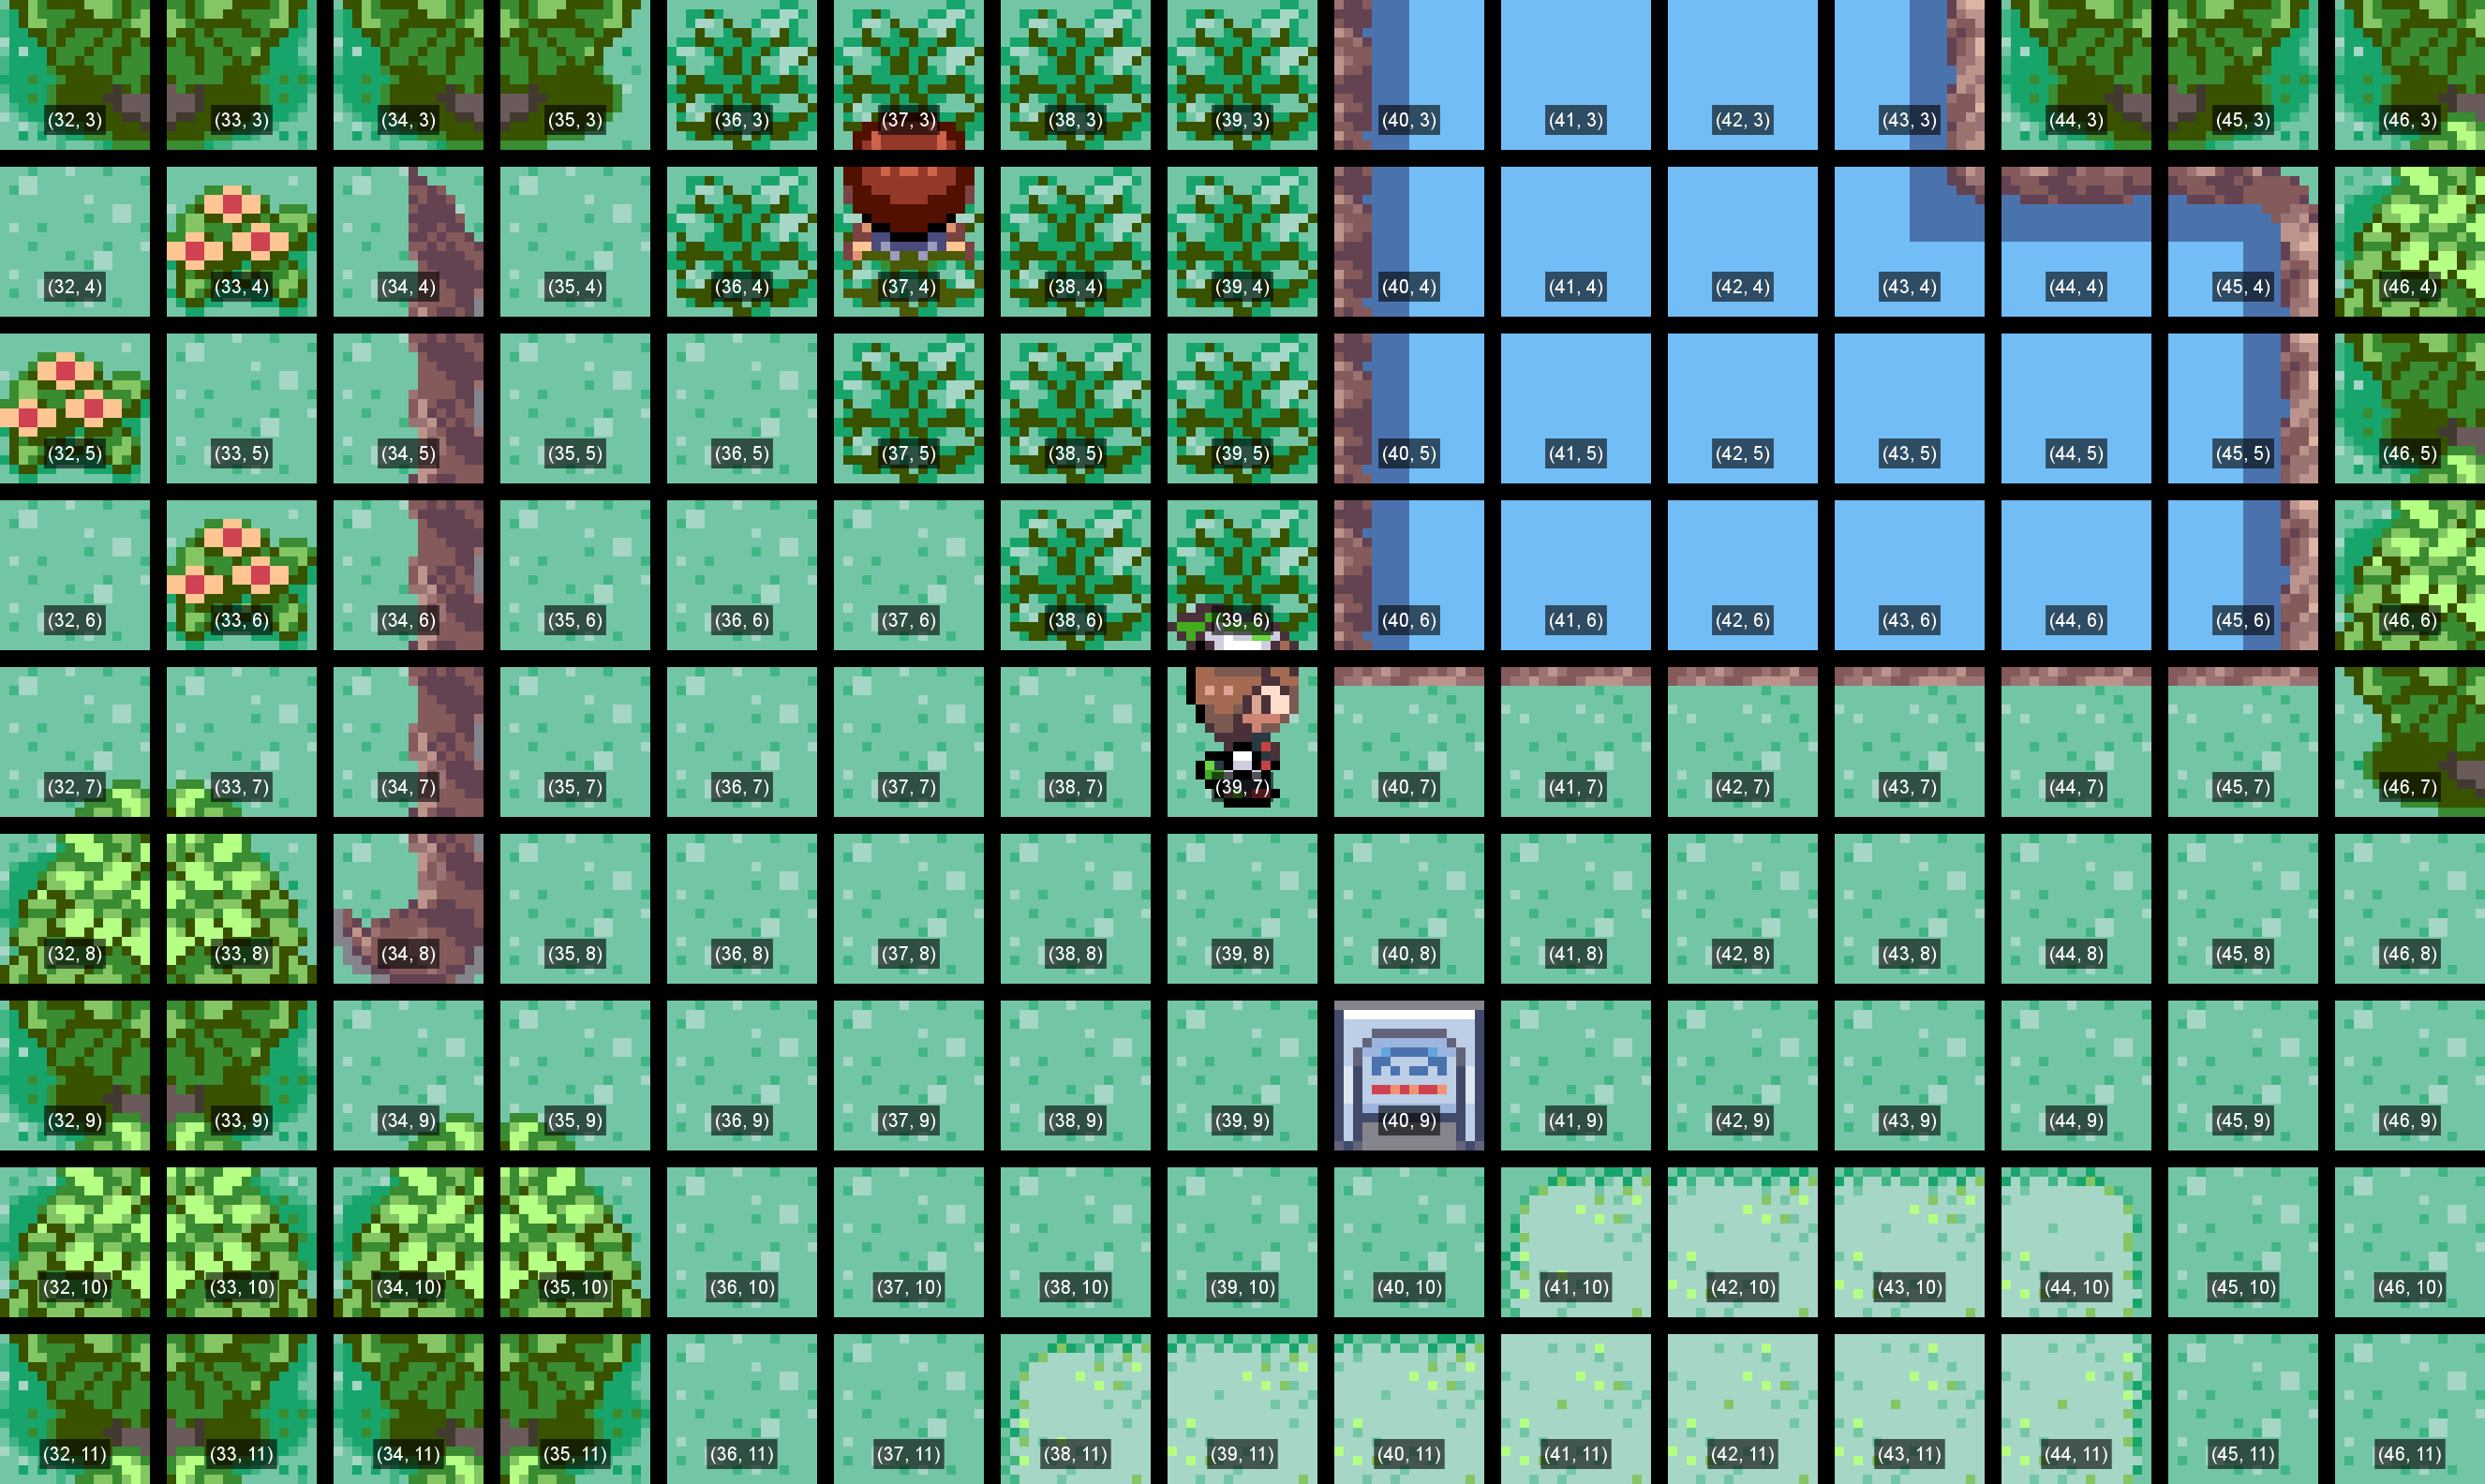 (32, 3) (33, 3) (34, 3) (35, 3) (36, 3) (37, 3) (38, 3) (39, 3) (40, 3) (41, 3) (42, 3) (43, 3) (44, 3) (45, 3) (46, 3)
(32, 4) (33, 4) (34, 4) (35, 4) (36, 4) (37, 4) (38, 4) (39, 4) (40, 4) (41, 4) (42, 4) (43, 4) (44, 4) (45, 4) (46, 4)
(32, 5) (33, 5) (34, 5) (35, 5) (36, 5) (37, 5) (38, 5) (39, 5) (40, 5) (41, 5) (42, 5) (43, 5) (44, 5) (45, 5) (46, 5)
(32, 6) (33, 6) (34, 6) (35, 6) (36, 6) (37, 6) (38, 6) (39, 6) (40, 6) (41, 6) (42, 6) (43, 6) (44, 6) (45, 6) (46, 6)
(32, 7) (33, 7) (34, 7) (35, 7) (36, 7) (37, 7) (38, 7) (39, 7) (40, 7) (41, 7) (42, 7) (43, 7) (44, 7) (45, 7) (46, 7)
(32, 8) (33, 8) (34, 8) (35, 8) (36, 8) (37, 8) (38, 8) (39, 8) (40, 8) (41, 8) (42, 8) (43, 8) (44, 8) (45, 8) (46, 8)
(32, 9) (33, 9) (34, 9) (35, 9) (36, 9) (37, 9) (38, 9) (39, 9) (40, 9) (41, 9) (42, 9) (43, 9) (44, 9) (45, 9) (46, 9)
(32, 10) (33, 10) (34, 10) (35, 10) (36, 10) (37, 10) (38, 10) (39, 10) (40, 10) (41, 10) (42, 10) (43, 10) (44, 10) (45, 10) (46, 10)
(32, 11) (33, 11) (34, 11) (35, 11) (36, 11) (37, 11) (38, 11) (39, 11) (40, 11) (41, 11) (42, 11) (43, 11) (44, 11) (45, 11) (46, 11)